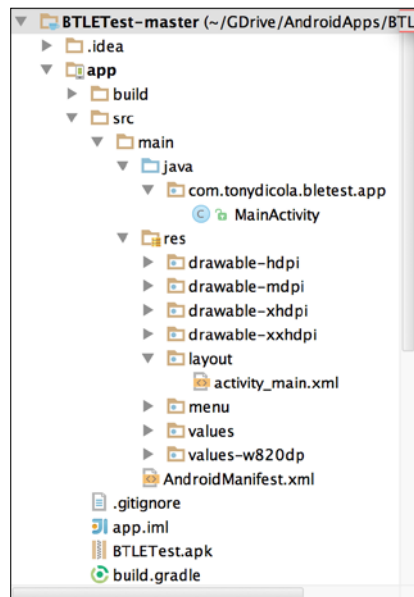 BTLETest-master (~/GDrive/AndroidApps/BTL
.idea
app
build
src
main
java
com.tonydicola.bletest.app
C MainActivity
res
drawable-hdpi
drawable-mdpi
drawable-xhdpi
drawable-xxhdpi
layout
activity_main.xml
menu
values
values-w820dp
AndroidManifest.xml
.gitignore
app.iml
BTLETest.apk
build.gradle